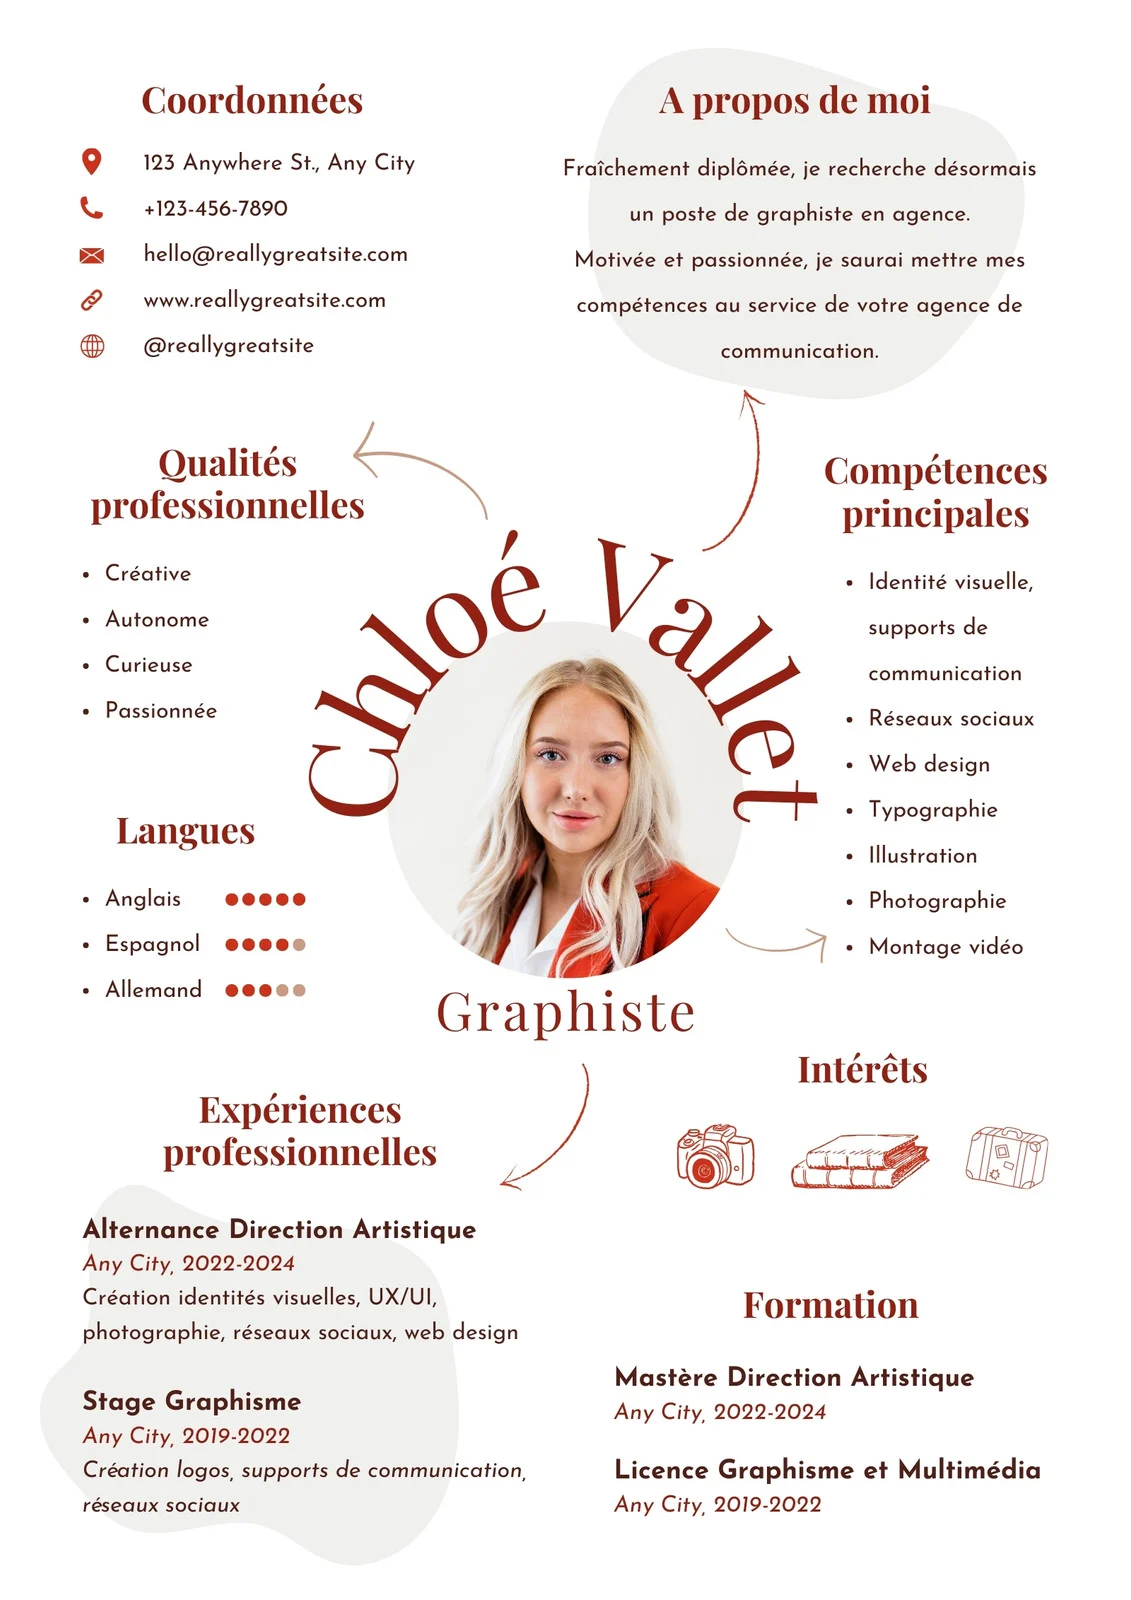 Coordonnées
123 Anywhere St., Any City
+123-456-7890
hello@reallygreatsite.com
www.reallygreatsite.com
@reallygreatsite
A propos de moi
Fraîchement diplômée, je recherche désormais
un poste de graphiste en agence.
Motivée et passionnée, je saurai mettre mes
compétences au service de votre agence de
communication.
Qualités
professionnelles
• Créative
• Autonome
• Curieuse
• Passionnée
Langues
• Anglais
• Espagnol
• Allemand
Chloé Vallet
Graphiste
Compétences
principales
• Identité visuelle,
supports de
communication
• Réseaux sociaux
• Web design
• Typographie
• Illustration
• Photographie
• Montage vidéo
Intérêts
Expériences
professionnelles
Alternance Direction Artistique
Any City, 2022-2024
Création identités visuelles, UX/UI,
photographie, réseaux sociaux, web design
Stage Graphisme
Any City, 2019-2022
Création logos, supports de communication,
réseaux sociaux
Formation
Mastère Direction Artistique
Any City, 2022-2024
Licence Graphisme et Multimédia
Any City, 2019-2022